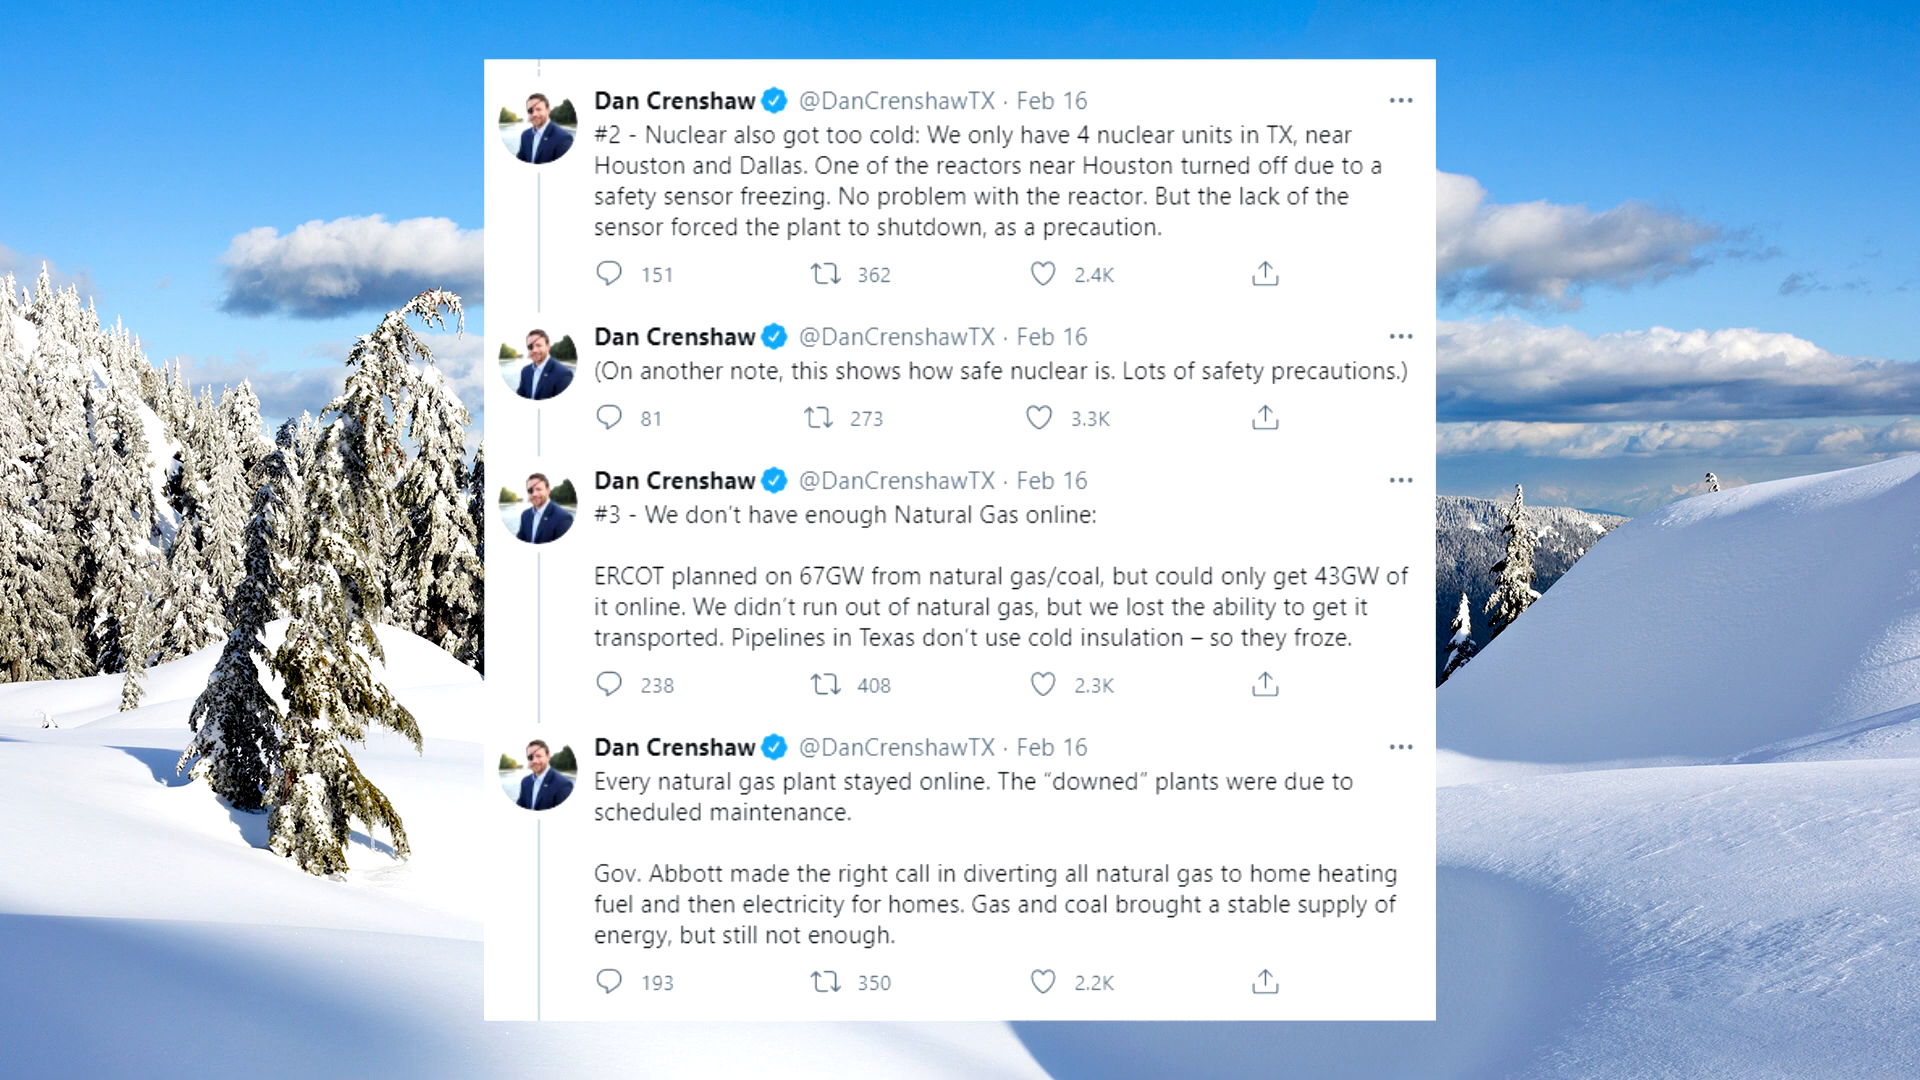 Dan Crenshaw @DanCrenshawTX · Feb 16
#2 - Nuclear also got too cold: We only have 4 nuclear units in TX, near
Houston and Dallas. One of the reactors near Houston turned off due to a
safety sensor freezing. No problem with the reactor. But the lack of the
sensor forced the plant to shutdown, as a precaution.
151 362 2.4K
Dan Crenshaw @DanCrenshawTX · Feb 16
(On another note, this shows how safe nuclear is. Lots of safety precautions.)
81 273 3.3K
Dan Crenshaw @DanCrenshawTX · Feb 16
#3 - We don't have enough Natural Gas online:
ERCOT planned on 67GW from natural gas/coal, but could only get 43GW of
it online. We didn't run out of natural gas, but we lost the ability to get it
transported. Pipelines in Texas don't use cold insulation – so they froze.
238 408 2.3K
Dan Crenshaw @DanCrenshawTX · Feb 16
Every natural gas plant stayed online. The “downed” plants were due to
scheduled maintenance.
Gov. Abbott made the right call in diverting all natural gas to home heating
fuel and then electricity for homes. Gas and coal brought a stable supply of
energy, but still not enough.
193 350 2.2K